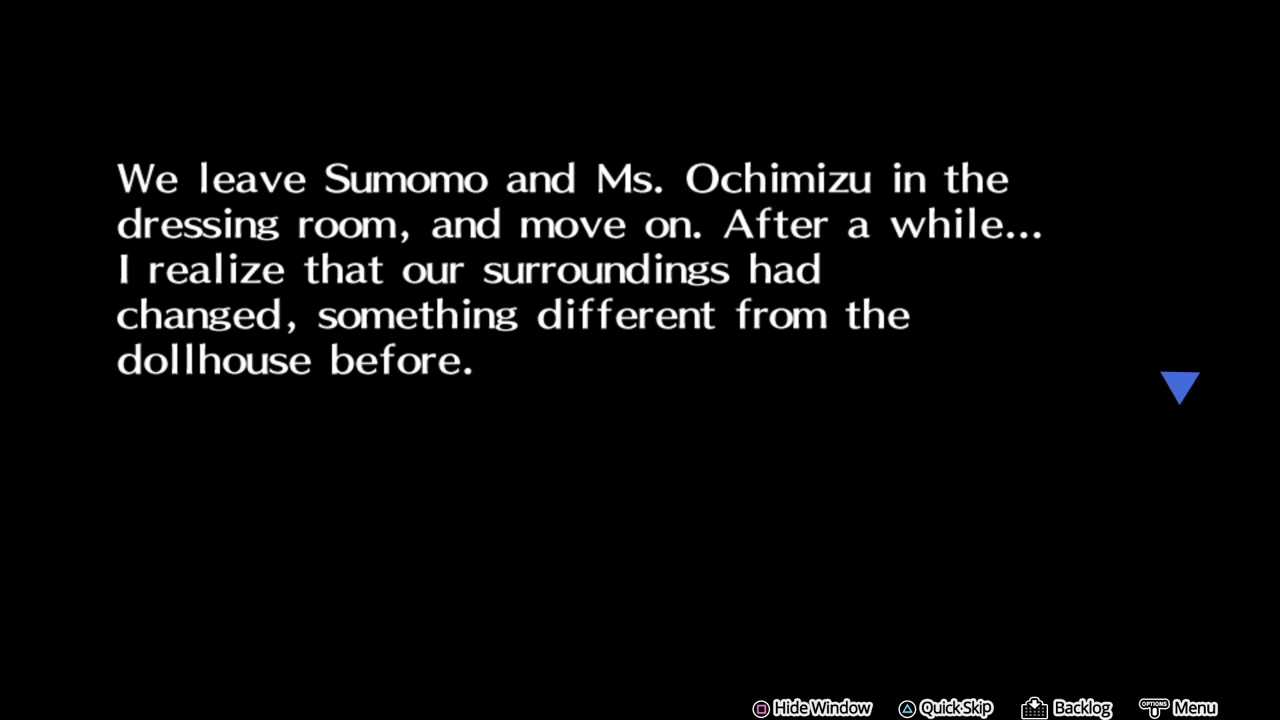 We leave Sumomo and Ms. Ochimizu in the
dressing room, and move on. After a while...
I realize that our surroundings had
changed, something different from the
dollhouse before.
Hide Window Quick Skip Backlog OPTIONS Menu